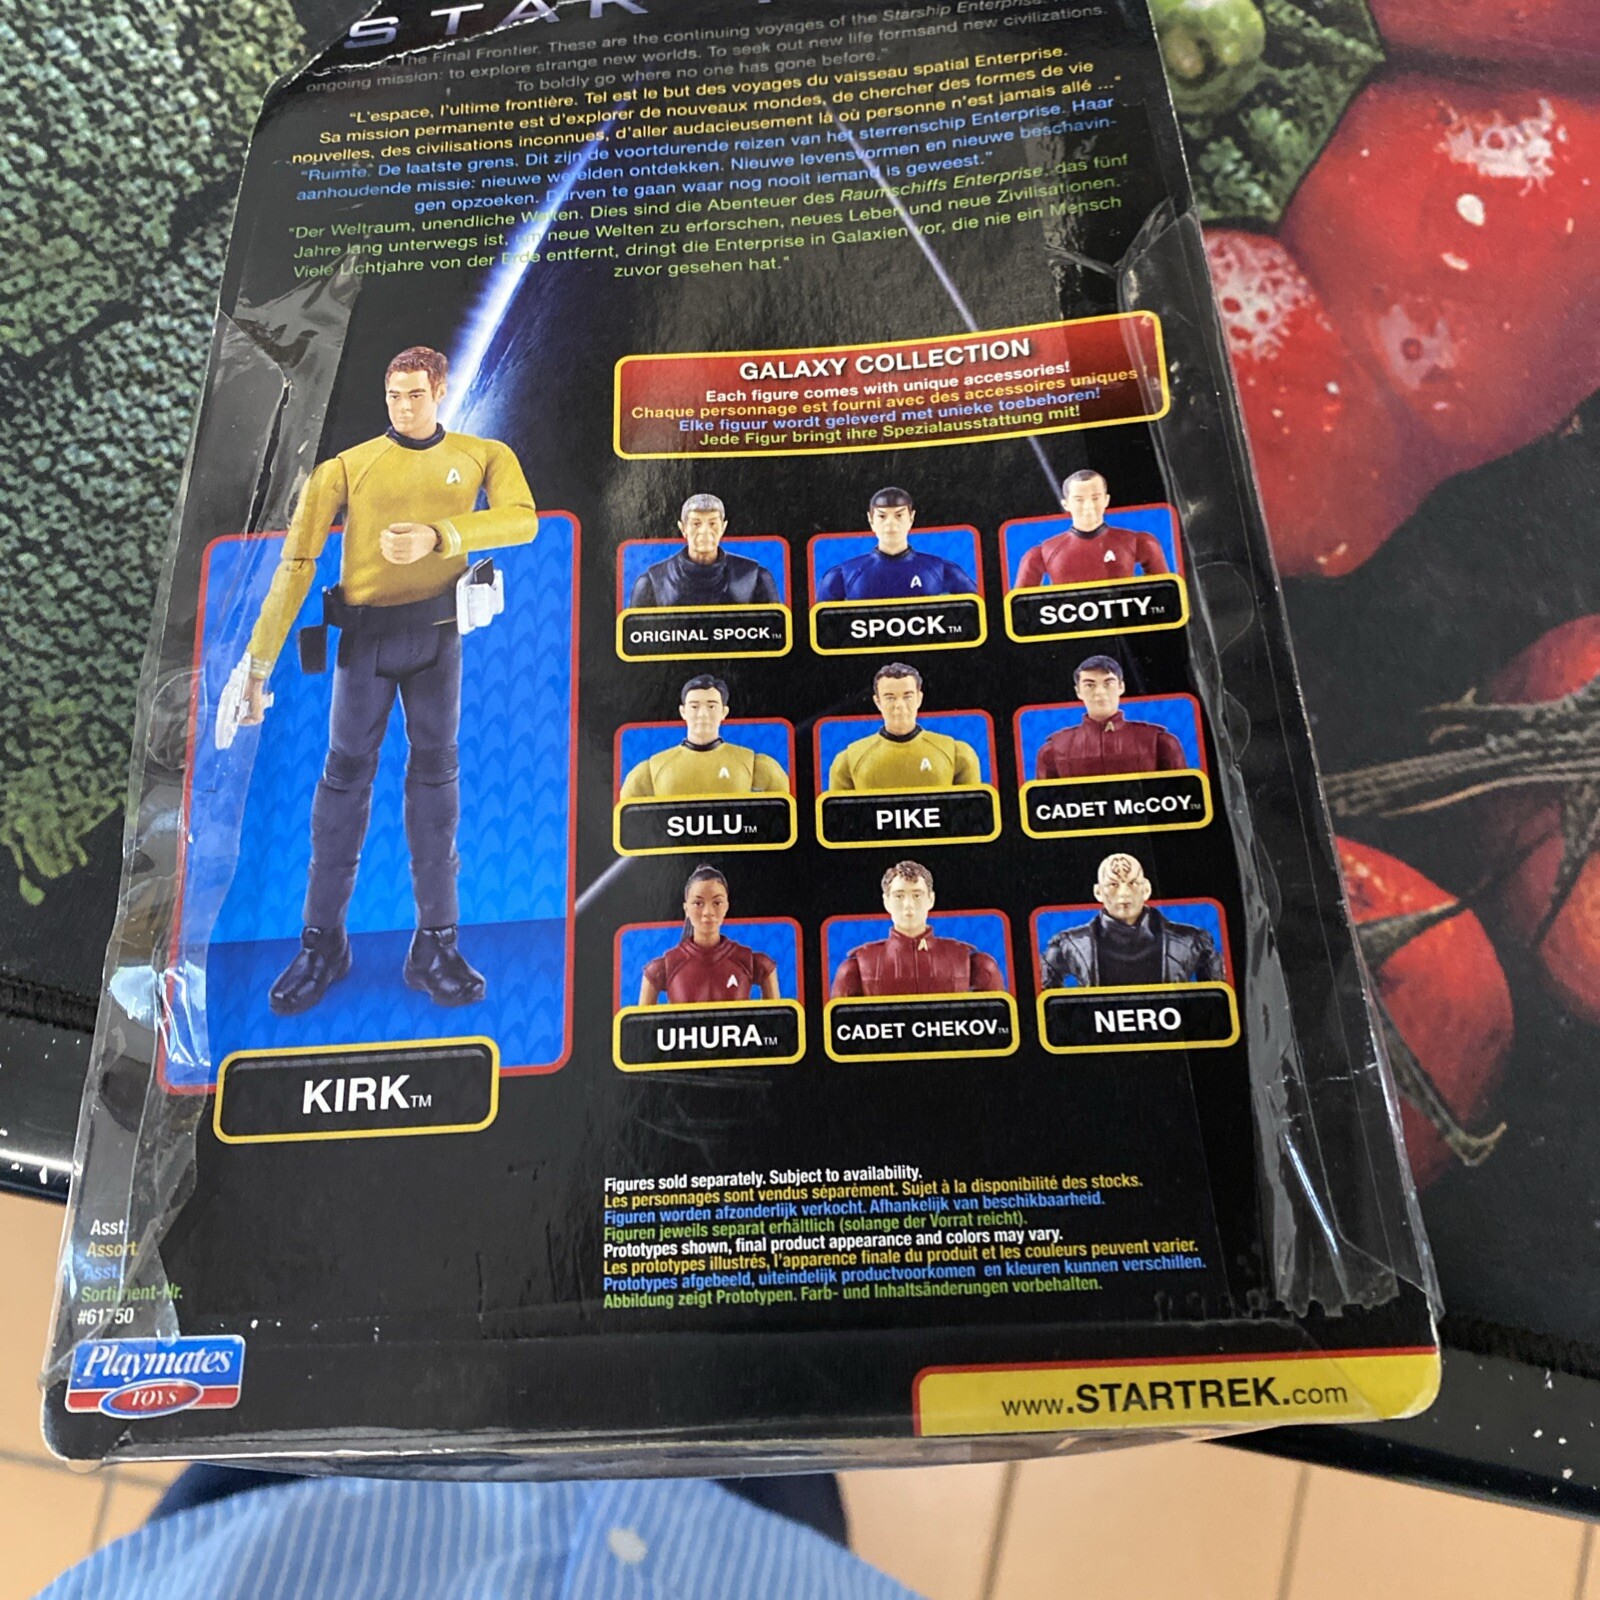 STAR
The Final Frontier. These are the continuing voyages of the Starship Enterprise.
ongoing mission: to explore strange new worlds. To seek out new life formsand new civilizations.
To boldly go where no one has gone before."
"L'espace, l'ultime frontière. Tel est le but des voyages du vaisseau spatial Enterprise.
Sa mission permanente est d'explorer de nouveaux mondes, de chercher des formes de vie
nouvelles, des civilisations inconnues, d'aller audacieusement là où personne n'est jamais allé ..."
"Ruimte. De laatste grens. Dit zijn de voortdurende reizen van het sterrenschip Enterprise. Haar
aanhoudende missie: nieuwe werelden ontdekken. Nieuwe levensvormen en nieuwe beschavin-
gen opzoeken. Durven te gaan waar nog nooit iemand is geweest."
"Der Weltraum, unendliche Weiten. Dies sind die Abenteuer des Raumschiffs Enterprise, das fünf
Jahre lang unterwegs ist, um neue Welten zu erforschen, neues Leben und neue Zivilisationen.
Viele Lichtjahre von der Erde entfernt, dringt die Enterprise in Galaxien vor, die nie ein Mensch
zuvor gesehen hat."
GALAXY COLLECTION
Each figure comes with unique accessories!
Chaque personnage est fourni avec des accessoires uniques !
Elke figuur wordt geleverd met unieke toebehoren!
Jede Figur bringt ihre Spezialausstattung mit!
ORIGINAL SPOCK™
SPOCK™
SCOTTY™
SULU™
PIKE
CADET McCOY™
UHURA™
CADET CHEKOV™
NERO
KIRK™
Figures sold separately. Subject to availability.
Les personnages sont vendus séparément. Sujet à la disponibilité des stocks.
Figuren worden afzonderlijk verkocht. Afhankelijk van beschikbaarheid.
Figuren jeweils separat erhältlich (solange der Vorrat reicht).
Prototypes shown, final product appearance and colors may vary.
Les prototypes illustrés, l'apparence finale du produit et les couleurs peuvent varier.
Prototypes afgebeeld, uiteindelijk productvoorkomen en kleuren kunnen verschillen.
Abbildung zeigt Prototypen. Farb- und Inhaltsänderungen vorbehalten.
Asst.
Assort.
Asst.
Sortiment-Nr.
#61750
Playmates
TOYS
www.STARTREK.com